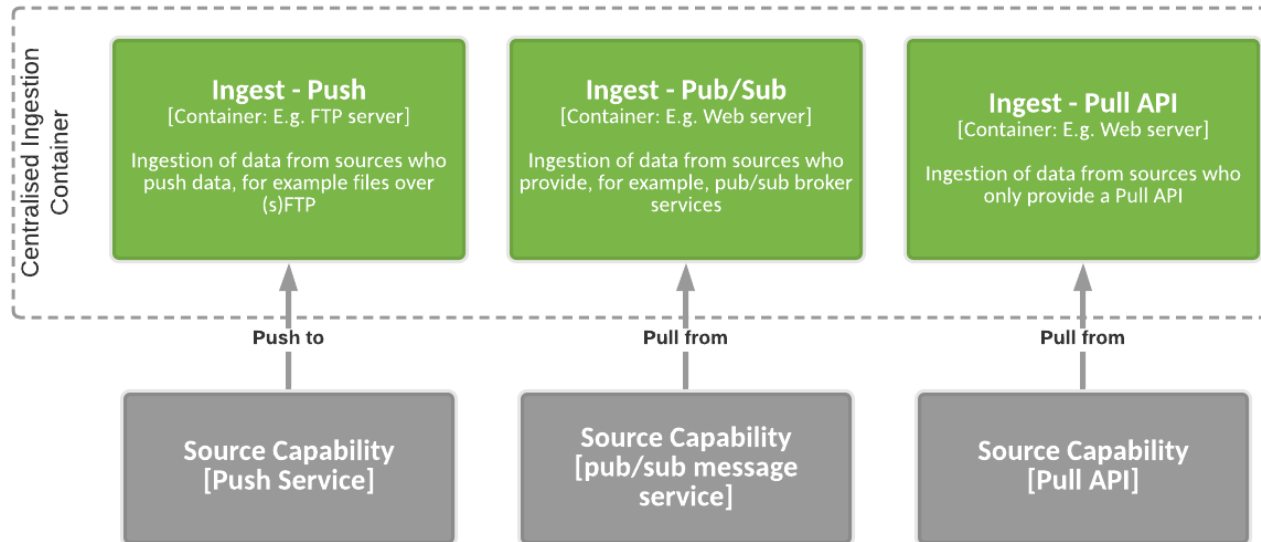 Centralised Ingestion
Container
Ingest - Push
[Container: E.g. FTP server]
Ingestion of data from sources who
push data, for example files over
(s)FTP
Ingest - Pub/Sub
[Container: E.g. Web server]
Ingestion of data from sources who
provide, for example, pub/sub broker
services
Ingest - Pull API
[Container: E.g. Web server]
Ingestion of data from sources who
only provide a Pull API
Push to
Pull from
Pull from
Source Capability
[Push Service]
Source Capability
[pub/sub message
service]
Source Capability
[Pull API]